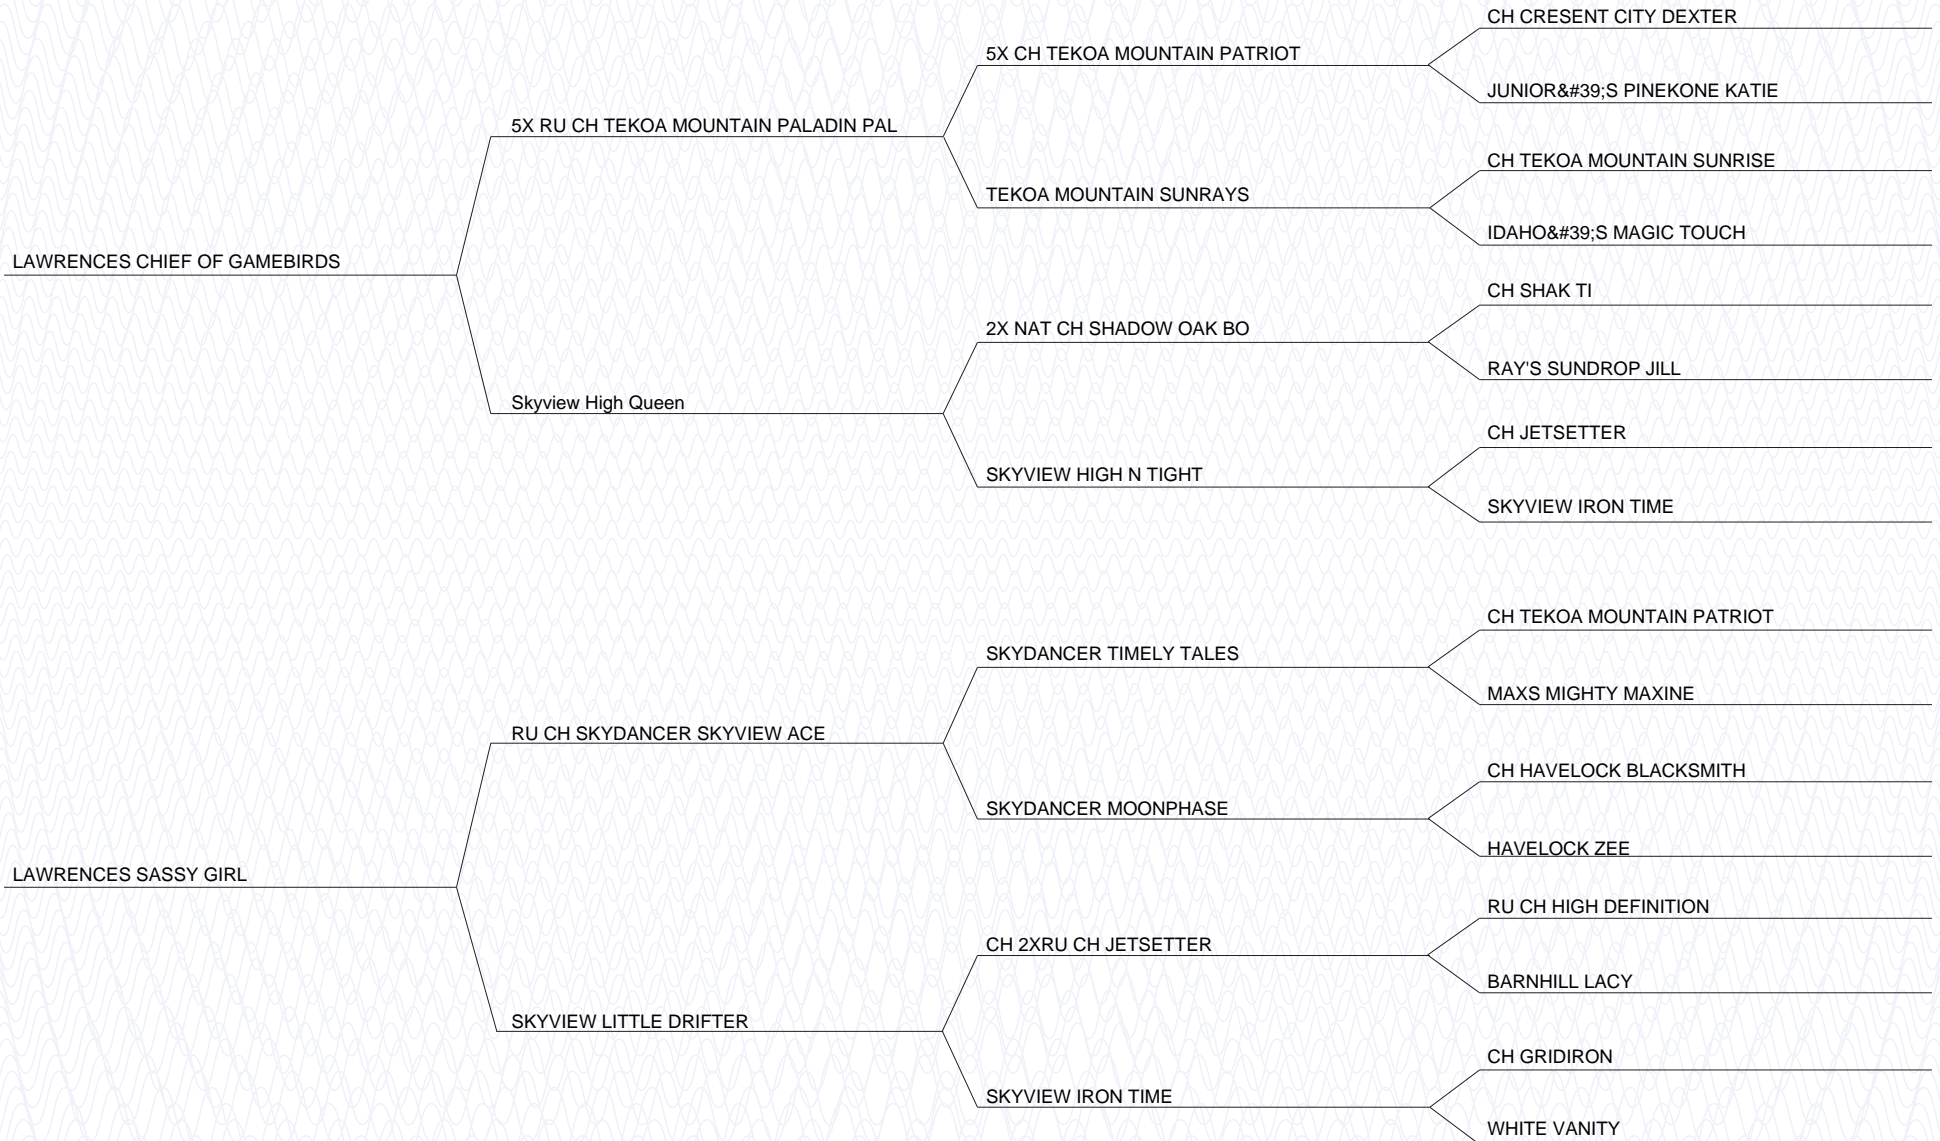 CH CRESENT CITY DEXTER
5X CH TEKOA MOUNTAIN PATRIOT
JUNIOR&#39;S PINEKONE KATIE
5X RU CH TEKOA MOUNTAIN PALADIN PAL
CH TEKOA MOUNTAIN SUNRISE
TEKOA MOUNTAIN SUNRAYS
IDAHO&#39;S MAGIC TOUCH
LAWRENCES CHIEF OF GAMEBIRDS
CH SHAK TI
2X NAT CH SHADOW OAK BO
RAY'S SUNDROP JILL
Skyview High Queen
CH JETSETTER
SKYVIEW HIGH N TIGHT
SKYVIEW IRON TIME
CH TEKOA MOUNTAIN PATRIOT
SKYDANCER TIMELY TALES
MAXS MIGHTY MAXINE
RU CH SKYDANCER SKYVIEW ACE
CH HAVELOCK BLACKSMITH
SKYDANCER MOONPHASE
HAVELOCK ZEE
LAWRENCES SASSY GIRL
RU CH HIGH DEFINITION
CH 2XRU CH JETSETTER
BARNHILL LACY
SKYVIEW LITTLE DRIFTER
CH GRIDIRON
SKYVIEW IRON TIME
WHITE VANITY